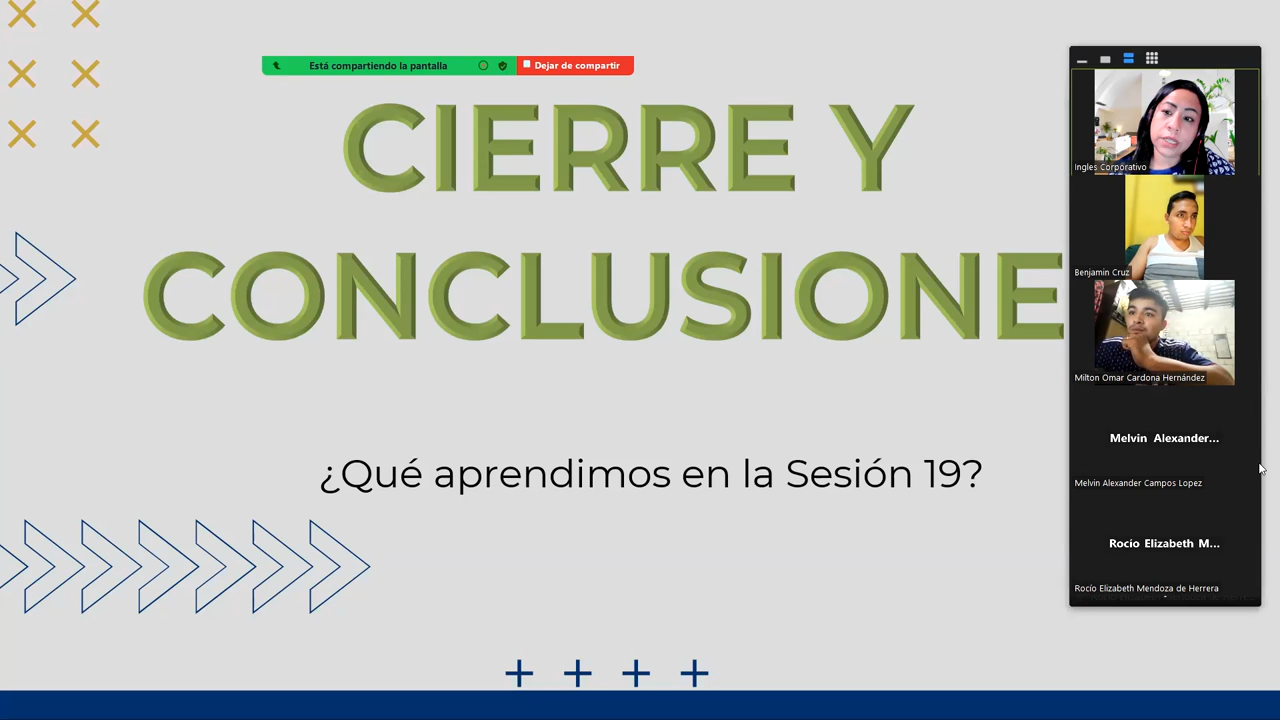 Está compartiendo la pantalla
Dejar de compartir
CIERRE Y
CONCLUSIONE
¿Qué aprendimos en la Sesión 19?
Ingles Corporativo
Benjamin Cruz
Milton Omar Cardona Hernández
Melvin Alexander...
Melvin Alexander Campos Lopez
Rocío Elizabeth M...
Rocío Elizabeth Mendoza de Herrera